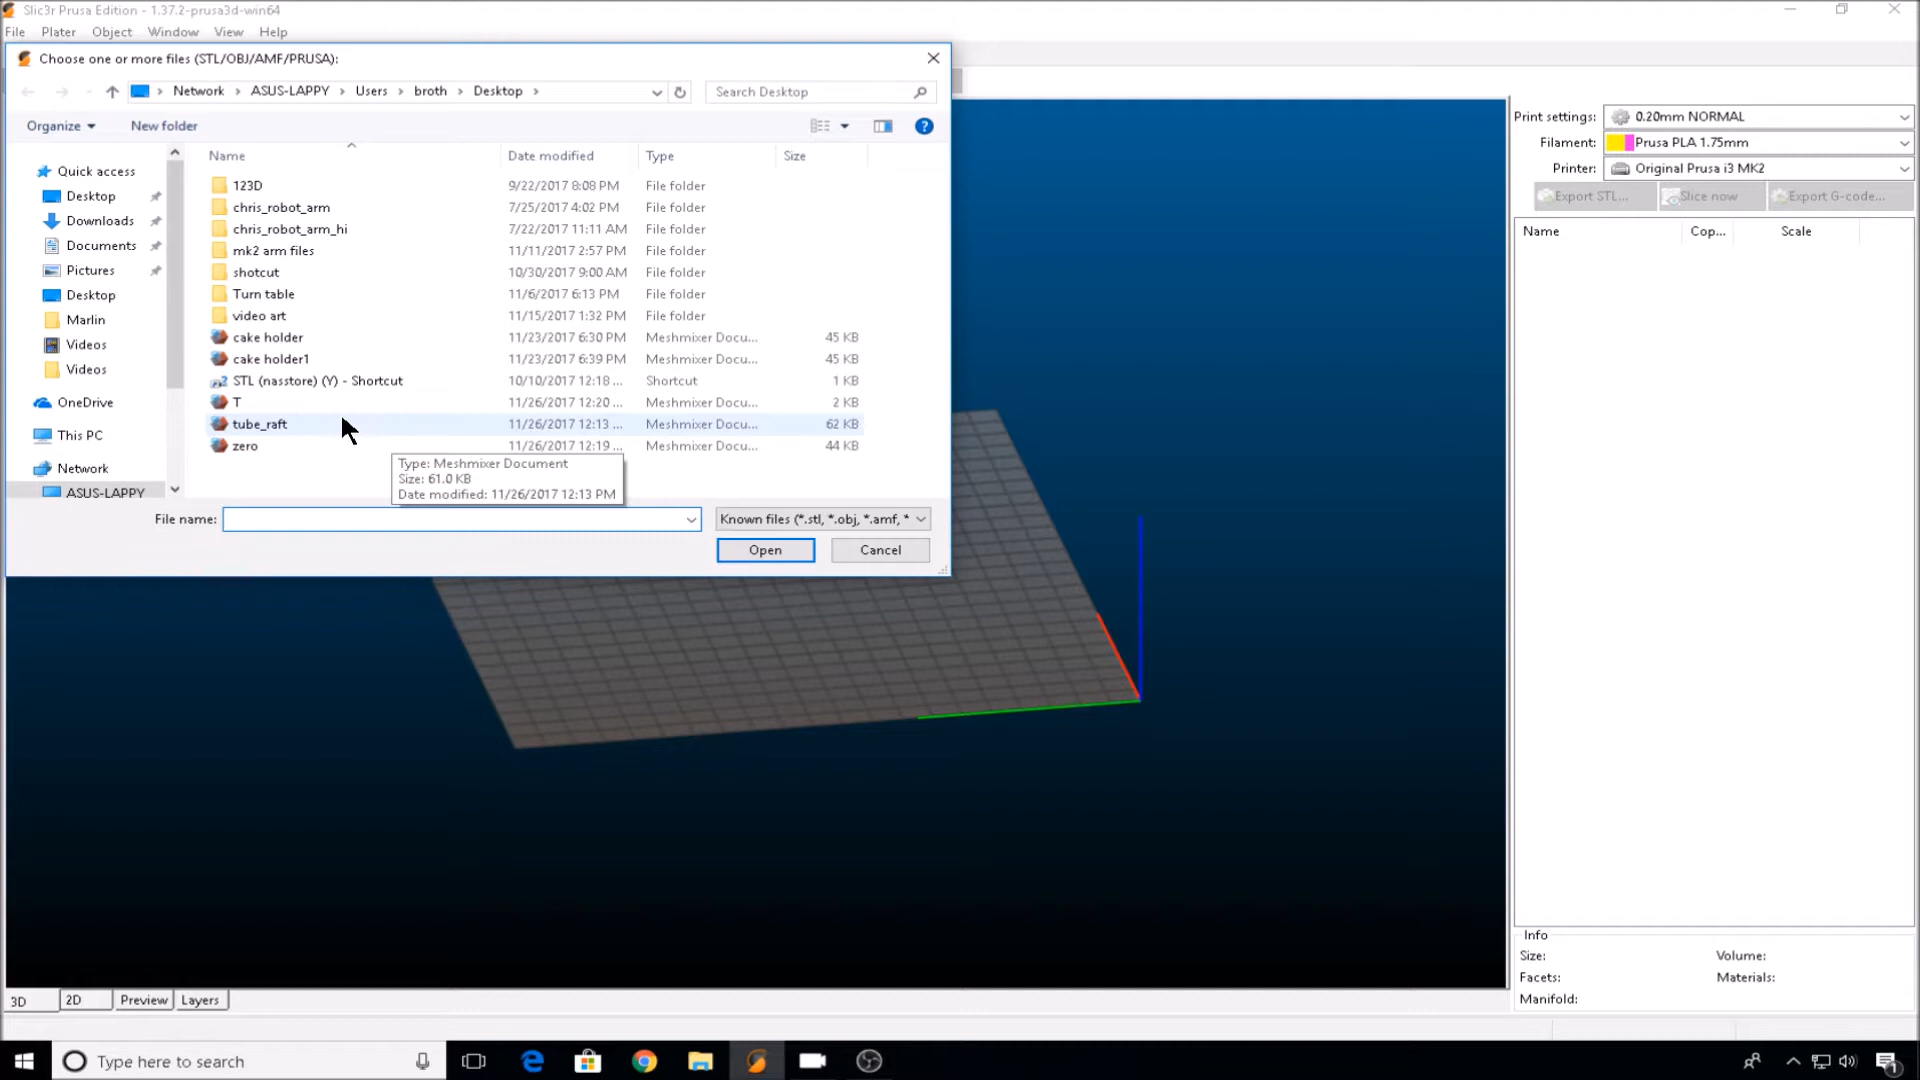 Slic3r Prusa Edition - 1.37.2-prusa3d-win64
File Plater Object Window View Help
Choose one or more files (STL/OBJ/AMF/PRUSA):
Network > ASUS-LAPPY > Users > broth > Desktop >
Search Desktop
Organize New folder
Name Date modified Type Size
Quick access
Desktop
Downloads
Documents
Pictures
Desktop
Marlin
Videos
Videos
OneDrive
This PC
Network
ASUS-LAPPY
123D 9/22/2017 8:08 PM File folder
chris_robot_arm 7/25/2017 4:02 PM File folder
chris_robot_arm_hi 7/22/2017 11:11 AM File folder
mk2 arm files 11/11/2017 2:57 PM File folder
shotcut 10/30/2017 9:00 AM File folder
Turn table 11/6/2017 6:13 PM File folder
video art 11/15/2017 1:32 PM File folder
cake holder 11/23/2017 6:30 PM Meshmixer Docu... 45 KB
cake holder1 11/23/2017 6:39 PM Meshmixer Docu... 45 KB
STL (nasstore) (Y) - Shortcut 10/10/2017 12:18 ... Shortcut 1 KB
T 11/26/2017 12:20 ... Meshmixer Docu... 2 KB
tube_raft 11/26/2017 12:13 ... Meshmixer Docu... 62 KB
zero 11/26/2017 12:19 ... Meshmixer Docu... 44 KB
Type: Meshmixer Document
Size: 61.0 KB
Date modified: 11/26/2017 12:13 PM
File name:
Known files (*.stl, *.obj, *.amf, *
Open Cancel
Print settings: 0.20mm NORMAL
Filament: Prusa PLA 1.75mm
Printer: Original Prusa i3 MK2
Export STL... Slice now Export G-code...
Name Cop... Scale
Info
Size: Volume:
Facets: Materials:
Manifold:
3D 2D Preview Layers
Type here to search
1